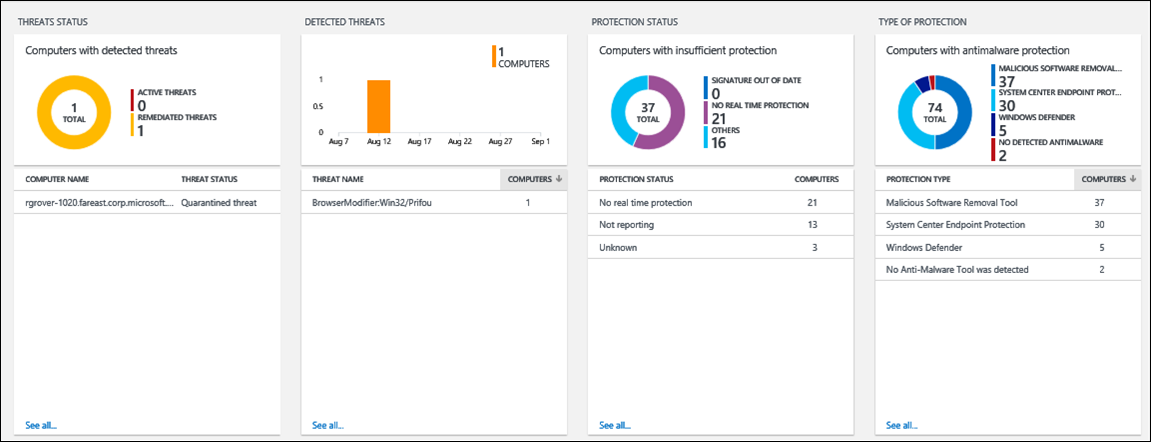 THREATS STATUS
Computers with detected threats
1
TOTAL
ACTIVE THREATS
0
REMEDIATED THREATS
1
COMPUTER NAME THREAT STATUS
rgrover-1020.fareast.corp.microsoft.... Quarantined threat
See all...
DETECTED THREATS
1
COMPUTERS
1
0.5
0
Aug 7 Aug 12 Aug 17 Aug 22 Aug 27 Sep 1
THREAT NAME COMPUTERS
BrowserModifier:Win32/Prifou 1
See all...
PROTECTION STATUS
Computers with insufficient protection
37
TOTAL
SIGNATURE OUT OF DATE
0
NO REAL TIME PROTECTION
21
OTHERS
16
PROTECTION STATUS COMPUTERS
No real time protection 21
Not reporting 13
Unknown 3
See all...
TYPE OF PROTECTION
Computers with antimalware protection
74
TOTAL
MALICIOUS SOFTWARE REMOVAL...
37
SYSTEM CENTER ENDPOINT PROT...
30
WINDOWS DEFENDER
5
NO DETECTED ANTIMALWARE
2
PROTECTION TYPE COMPUTERS
Malicious Software Removal Tool 37
System Center Endpoint Protection 30
Windows Defender 5
No Anti-Malware Tool was detected 2
See all...